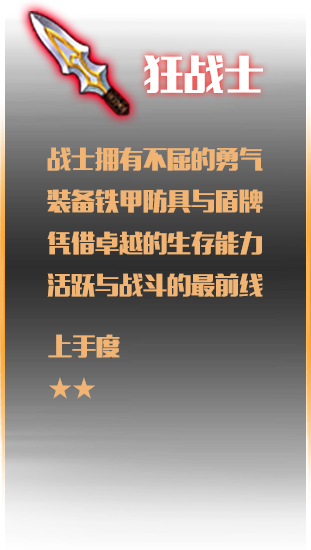 狂战士
战士拥有不屈的勇气
装备铁甲防具与盾牌
凭借卓越的生存能力
活跃与战斗的最前线
上手度
★★